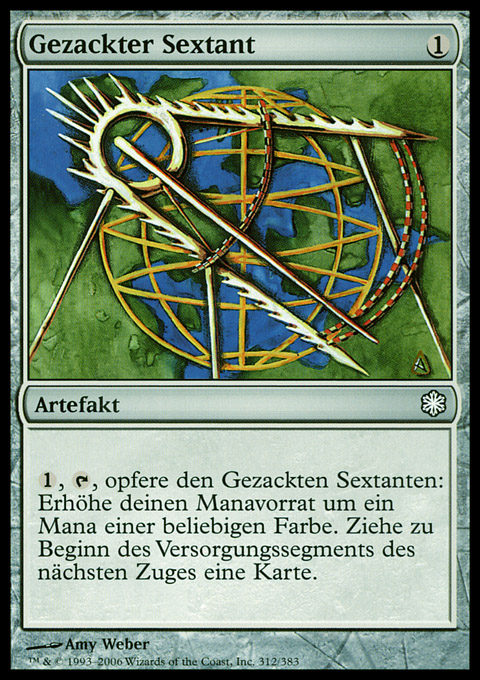 Gezackter Sextant 1
Artefakt
1, , opfere den Gezackten Sextanten:
Erhöhe deinen Manavorrat um ein
Mana einer beliebigen Farbe. Ziehe zu
Beginn des Versorgungssegments des
nächsten Zuges eine Karte.
Amy Weber
™ & © 1993–2006 Wizards of the Coast, Inc. 312/383